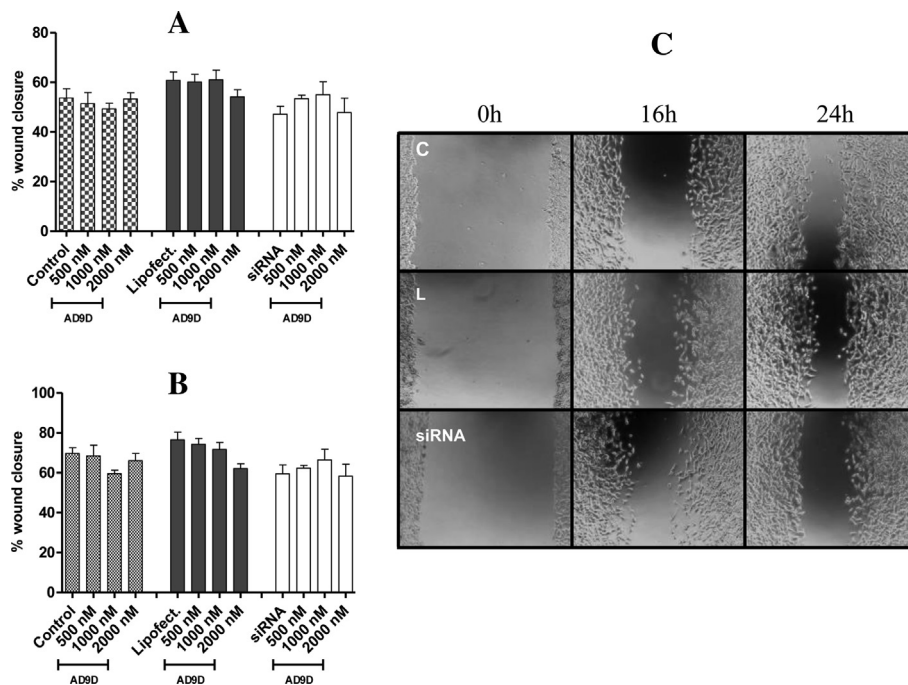 A
80
60
40
20
0
% wound closure
Control
500 nM
1000 nM
2000 nM
Lipofect.
500 nM
1000 nM
2000 nM
siRNA
500 nM
1000 nM
2000 nM
AD9D
AD9D
AD9D
B
100
80
60
40
20
0
% wound closure
Control
500 nM
1000 nM
2000 nM
Lipofect.
500 nM
1000 nM
2000 nM
siRNA
500 nM
1000 nM
2000 nM
AD9D
AD9D
AD9D
C
0h 16h 24h
C
L
siRNA